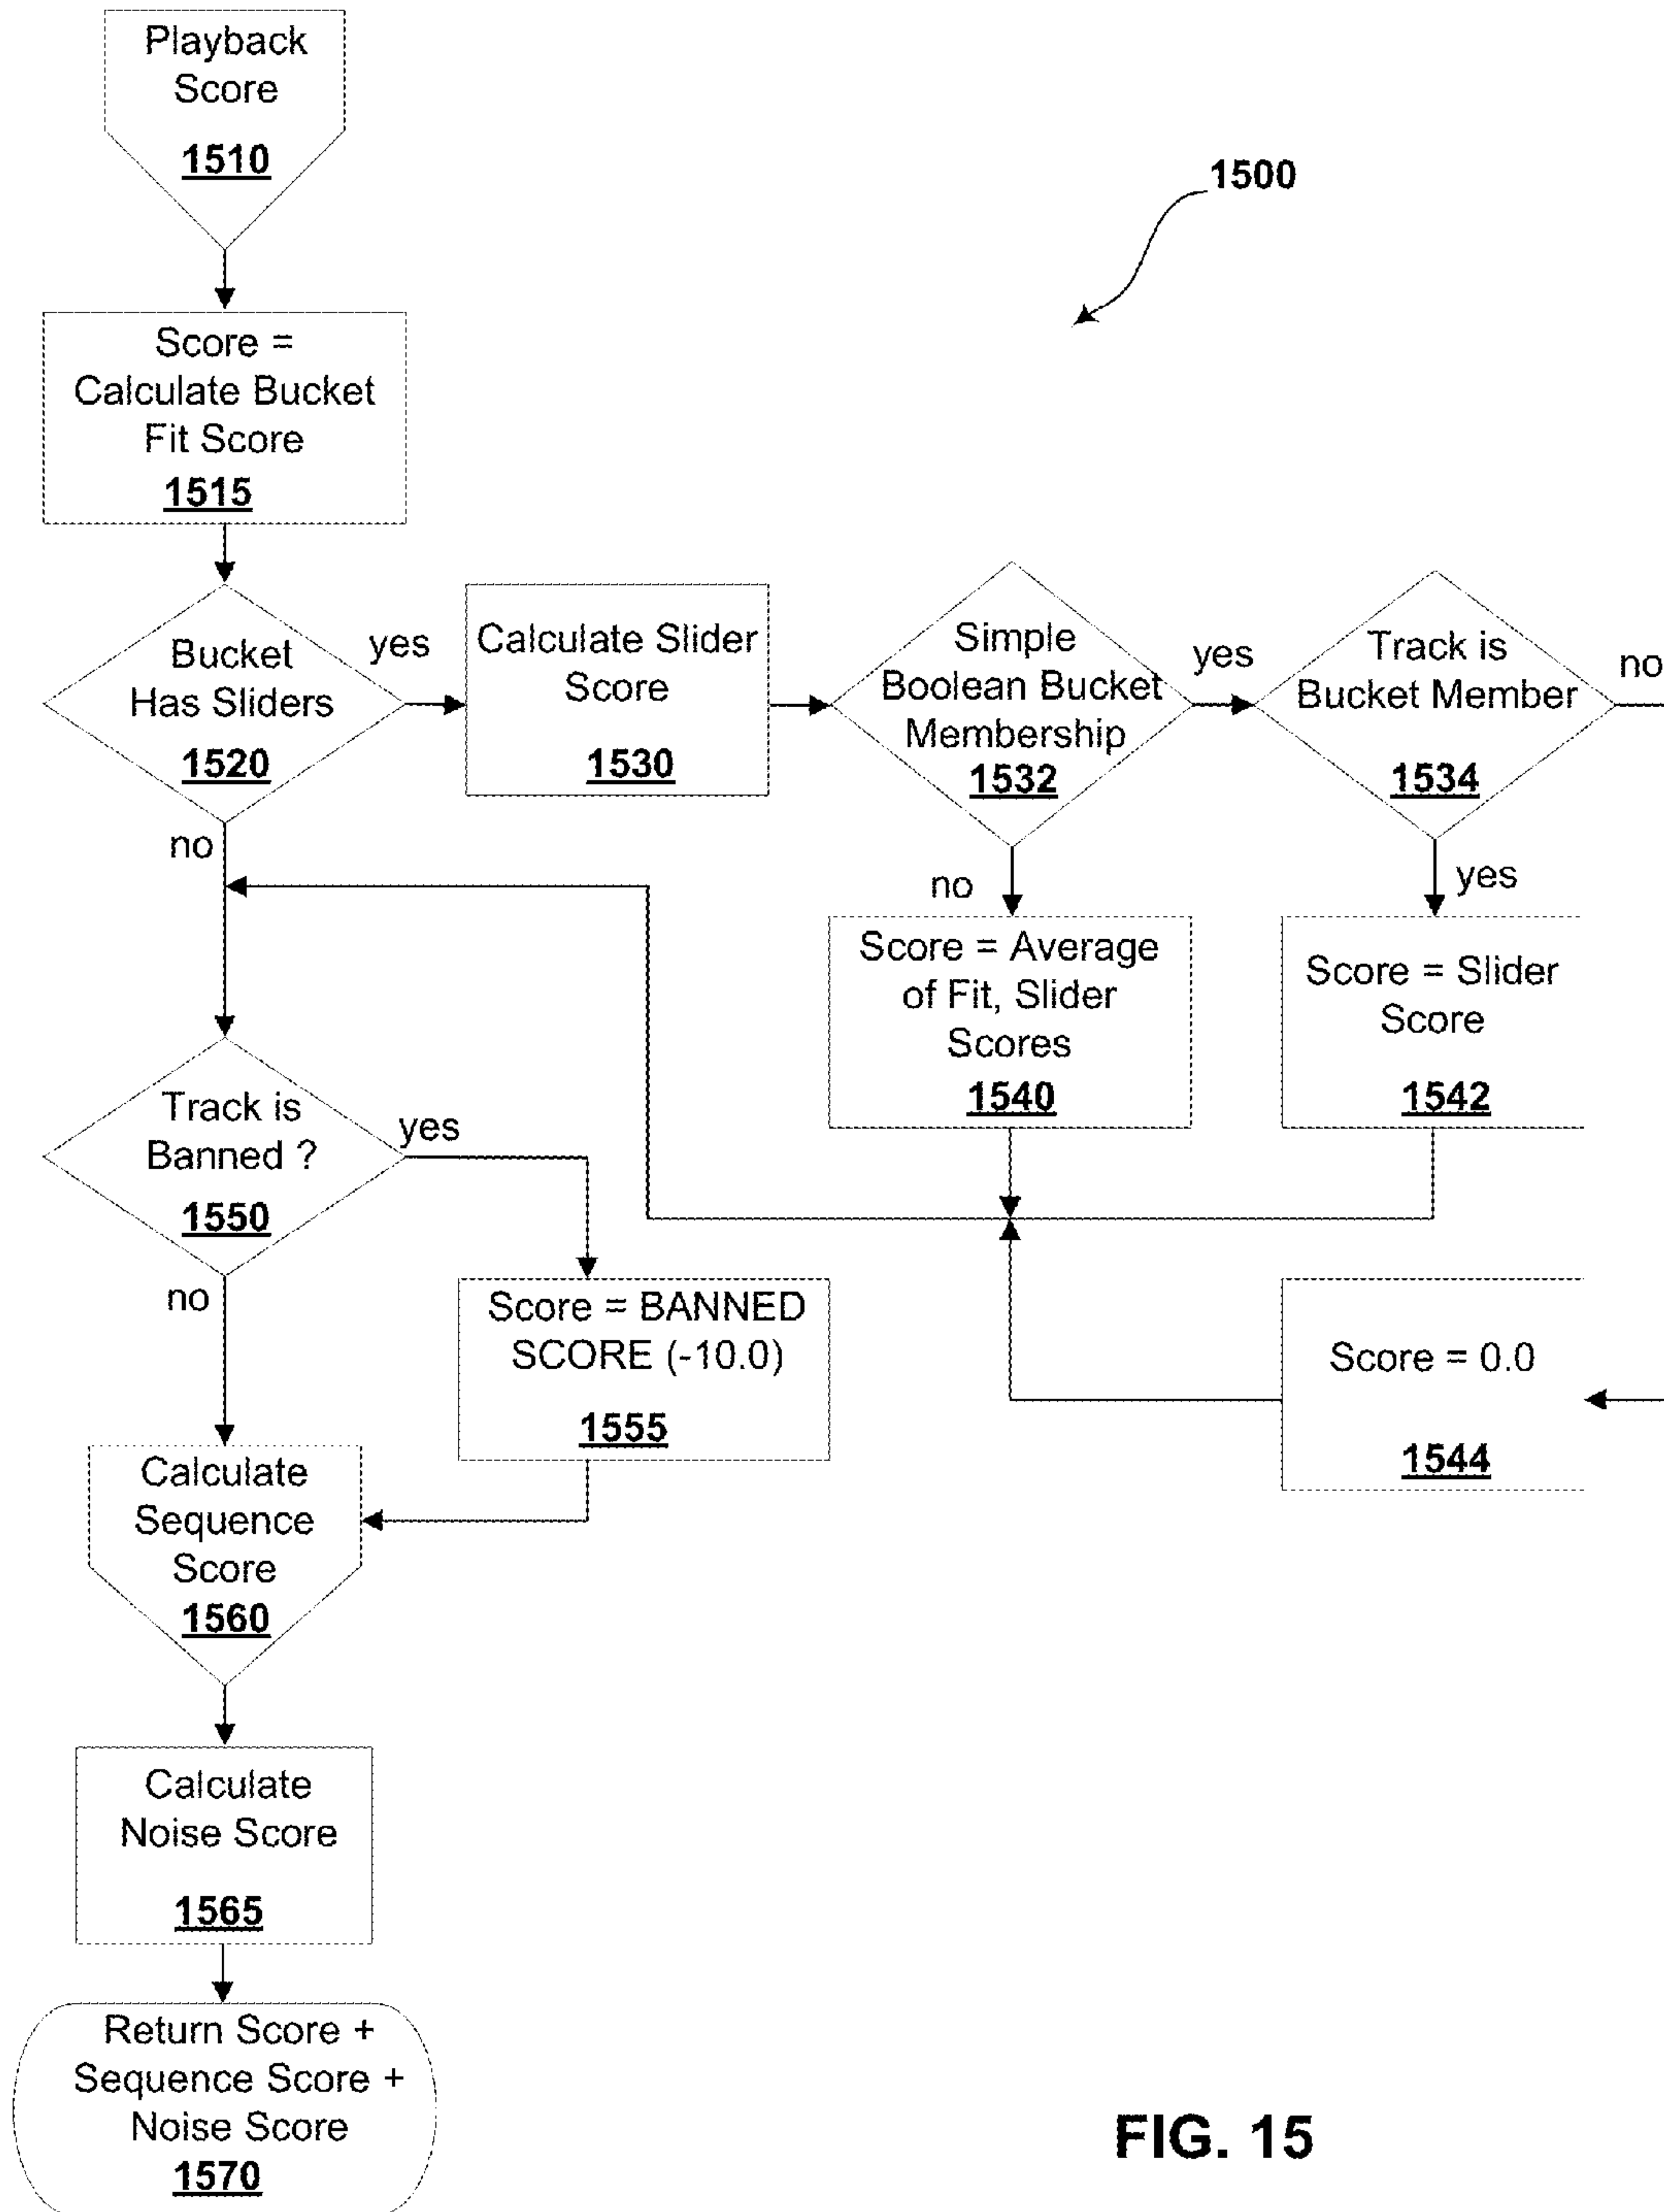 Playback
Score
1510
1500
Score =
Calculate Bucket
Fit Score
1515
Bucket
Has Sliders
1520
yes
no
Calculate Slider
Score
1530
Simple
Boolean Bucket
Membership
1532
yes
no
Track is
Bucket Member
1534
no
yes
Score = Average
of Fit, Slider
Scores
1540
Score = Slider
Score
1542
Track is
Banned ?
1550
yes
no
Score = BANNED
SCORE (-10.0)
1555
Score = 0.0
1544
Calculate
Sequence
Score
1560
Calculate
Noise Score
1565
Return Score +
Sequence Score +
Noise Score
1570
FIG. 15